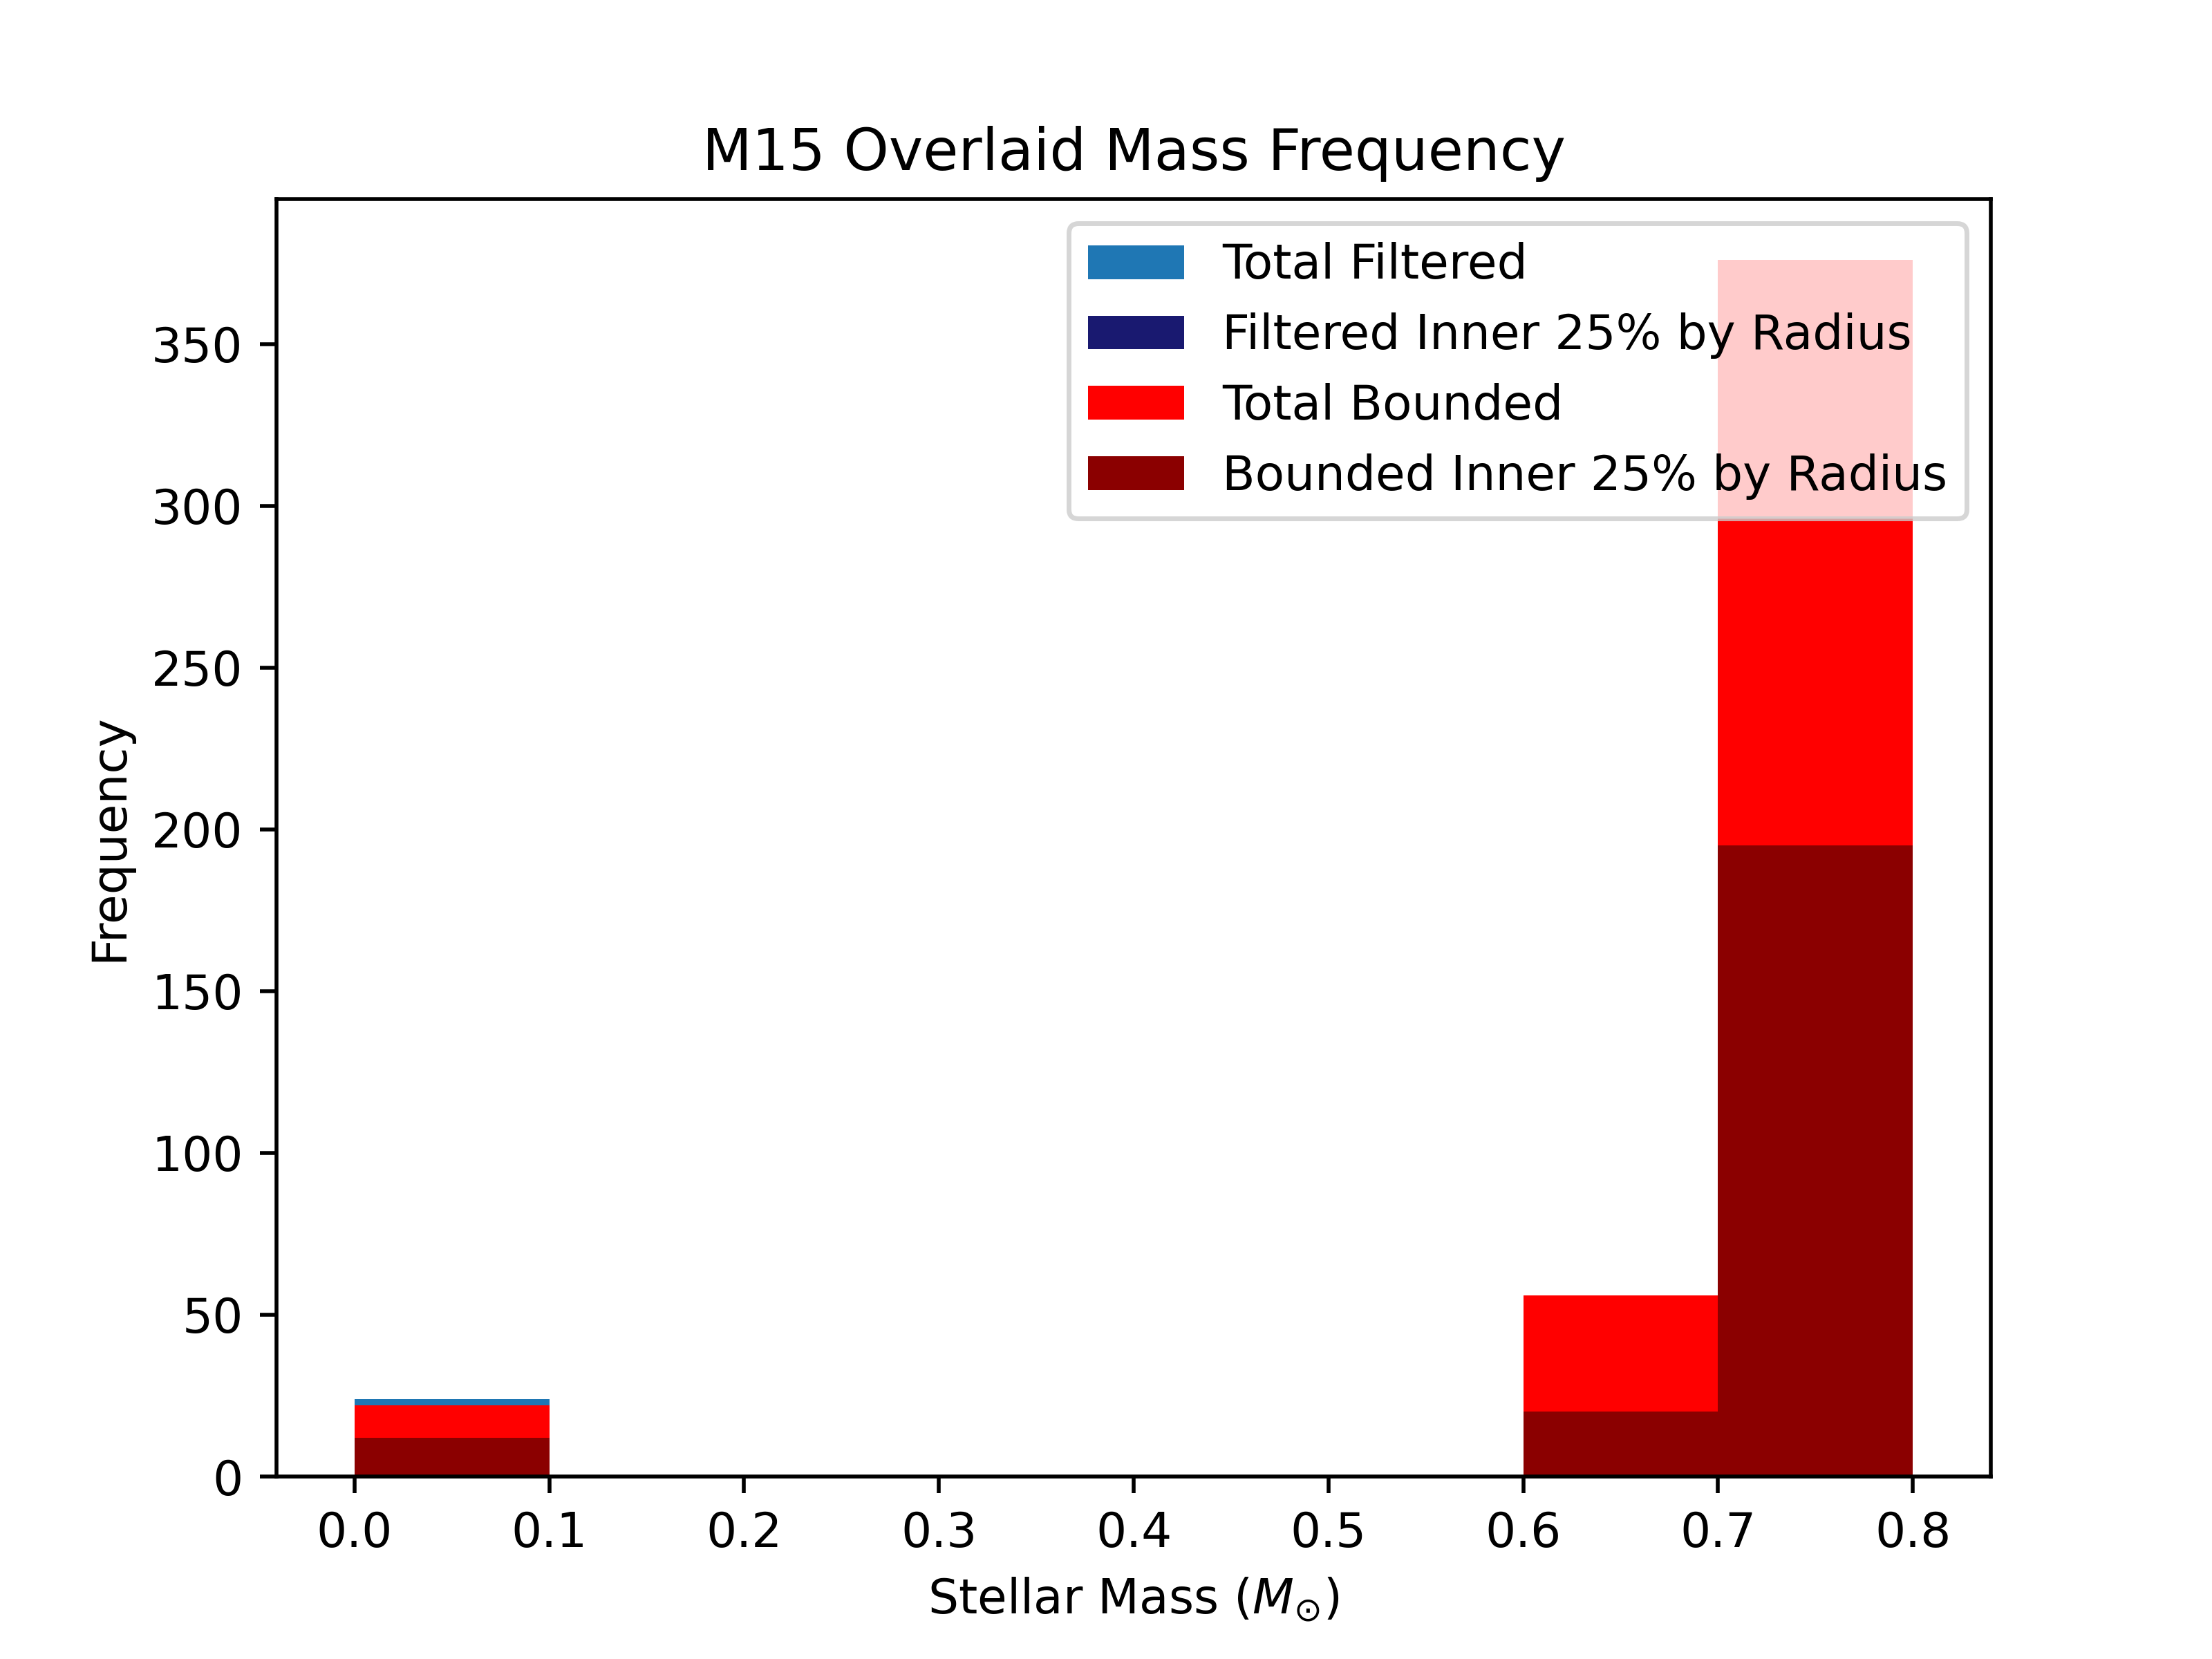 M15 Overlaid Mass Frequency
Total Filtered
Filtered Inner 25% by Radius
Total Bounded
Bounded Inner 25% by Radius
350
300
250
200
150
100
50
0
Frequency
0.0 0.1 0.2 0.3 0.4 0.5 0.6 0.7 0.8
Stellar Mass (M☉)